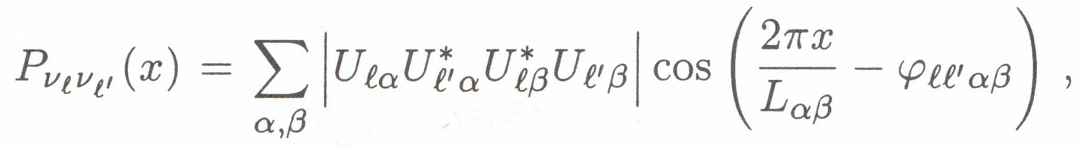 $P_{\nu_\ell \nu_{\ell'}}(x) = \sum_{\alpha,\beta} \left| U_{\ell\alpha} U^*_{\ell'\alpha} U^*_{\ell\beta} U_{\ell'\beta} \right| \cos \left( \frac{2\pi x}{L_{\alpha\beta}} - \varphi_{\ell\ell'\alpha\beta} \right) \, ,$